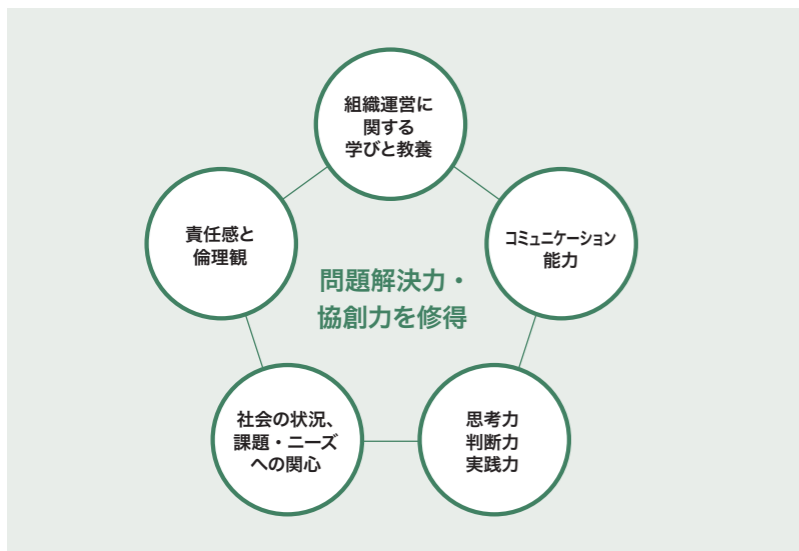 組織運営に
関する
学びと教養
責任感と
倫理観
コミュニケーション
能力
問題解決力・
協創力を修得
社会の状況、
課題・ニーズ
への関心
思考力
判断力
実践力